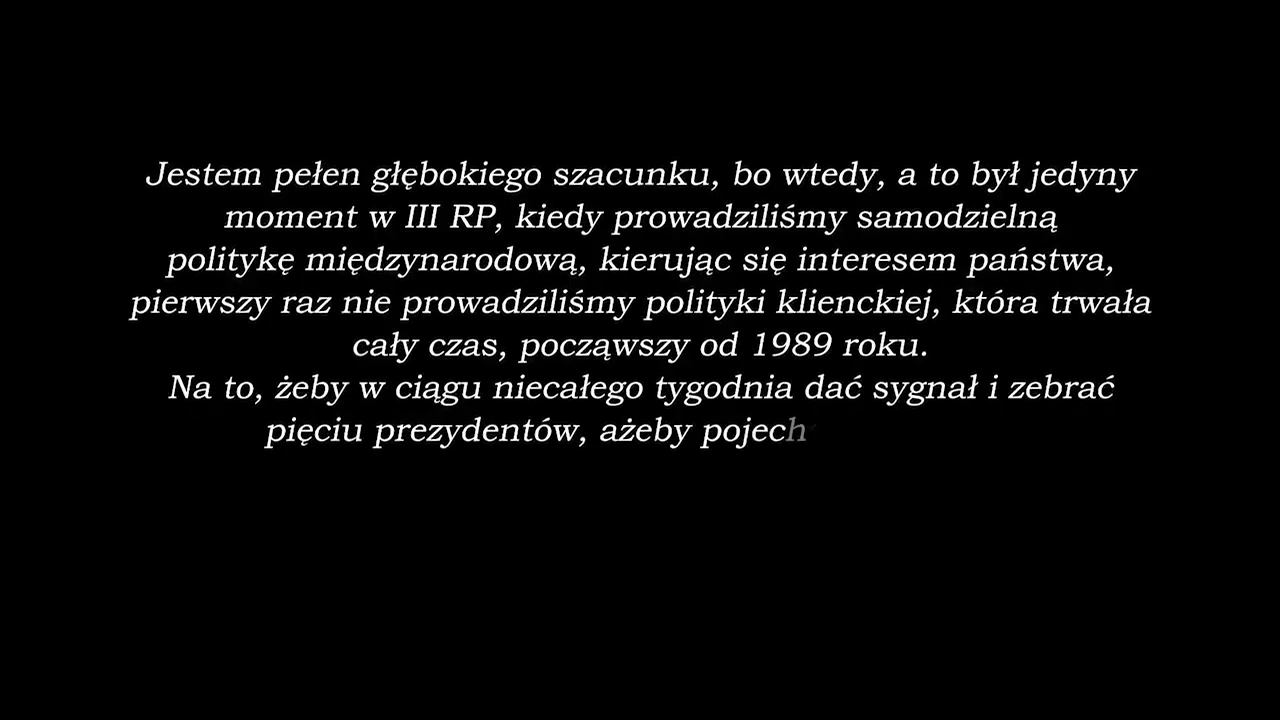 Jestem pełen głębokiego szacunku, bo wtedy, a to był jedyny
moment w III RP, kiedy prowadziliśmy samodzielną
politykę międzynarodową, kierując się interesem państwa,
pierwszy raz nie prowadziliśmy polityki klienckiej, która trwała
cały czas, począwszy od 1989 roku.
Na to, żeby w ciągu niecałego tygodnia dać sygnał i zebrać
pięciu prezydentów, ażeby pojech